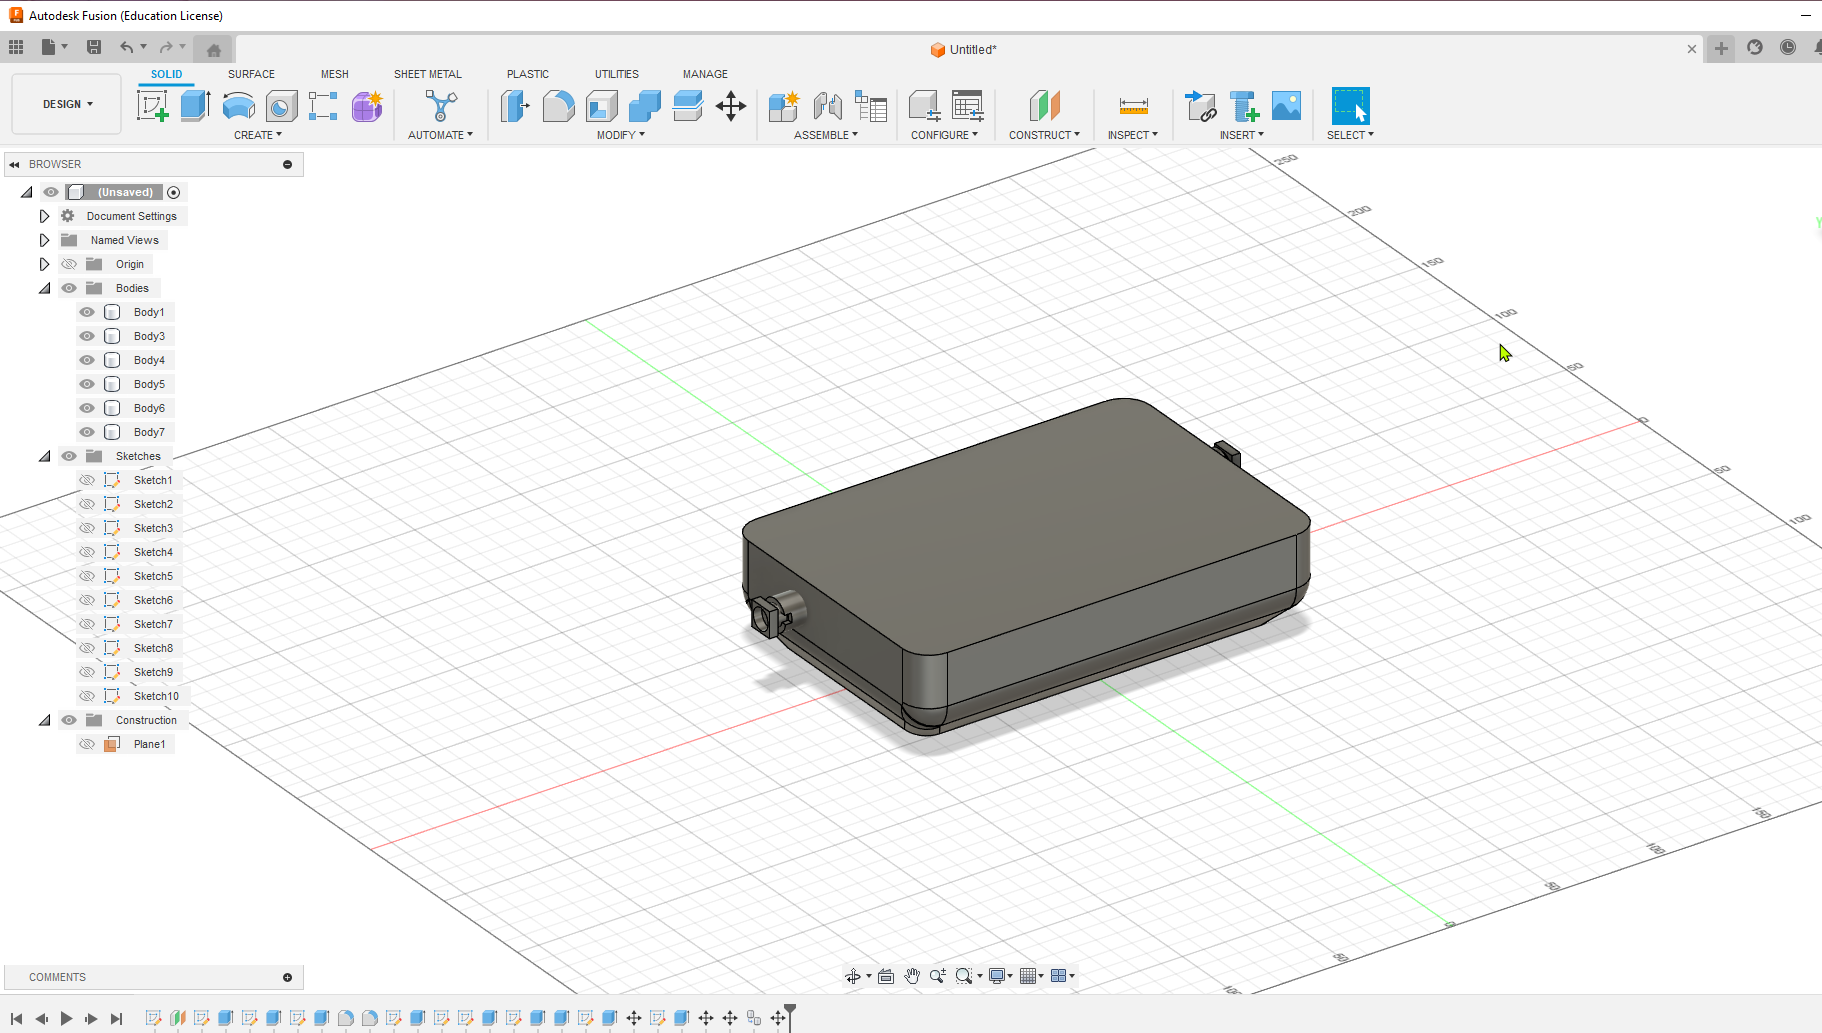 Autodesk Fusion (Education License)
Untitled*
DESIGN
SOLID
SURFACE
MESH
SHEET METAL
PLASTIC
UTILITIES
MANAGE
CREATE
AUTOMATE
MODIFY
ASSEMBLE
CONFIGURE
CONSTRUCT
INSPECT
INSERT
SELECT
BROWSER
(Unsaved)
Document Settings
Named Views
Origin
Bodies
Body1
Body3
Body4
Body5
Body6
Body7
Sketches
Sketch1
Sketch2
Sketch3
Sketch4
Sketch5
Sketch6
Sketch7
Sketch8
Sketch9
Sketch10
Construction
Plane1
250
200
150
100
50
0
50
100
150
100
50
0
50
100
Y
COMMENTS